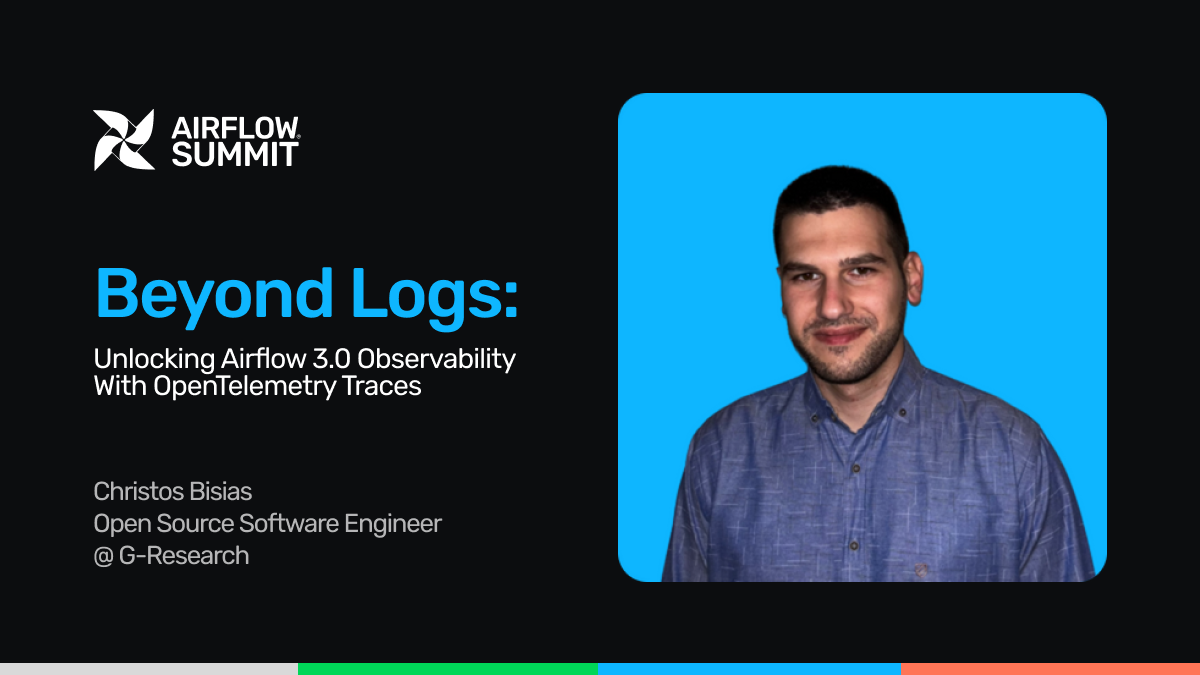 AIRFLOW
SUMMIT
Beyond Logs:
Unlocking Airflow 3.0 Observability
With OpenTelemetry Traces
Christos Bisias
Open Source Software Engineer
@ G-Research